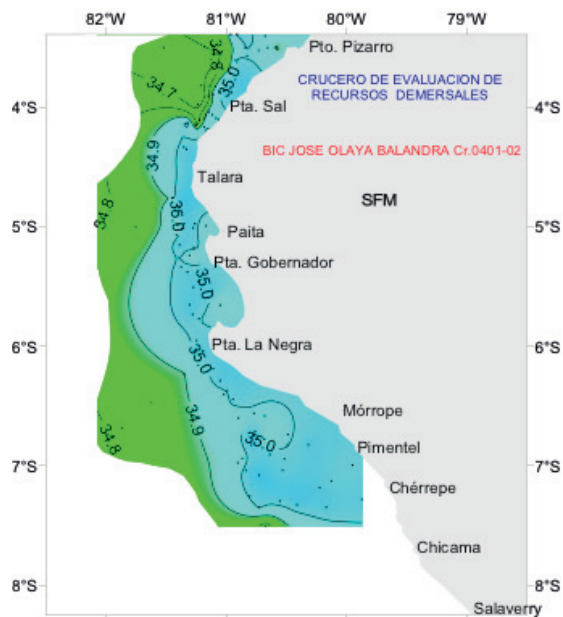 82°W 81°W 80°W 79°W
34.8
35.0
Pto. Pizarro
CRUCERO DE EVALUACION DE
RECURSOS DEMERSALES
34.7
4°S
Pta. Sal
4°S
BIC JOSE OLAYA BALANDRA Cr.0401-02
34.9
Talara
SFM
34.8
35.0
5°S
Paita
5°S
Pta. Gobernador
35.0
6°S
Pta. La Negra
6°S
35.0
Mórrope
34.9
34.8
35.0
Pimentel
7°S
7°S
Chérrepe
Chicama
8°S
8°S
Salaverry